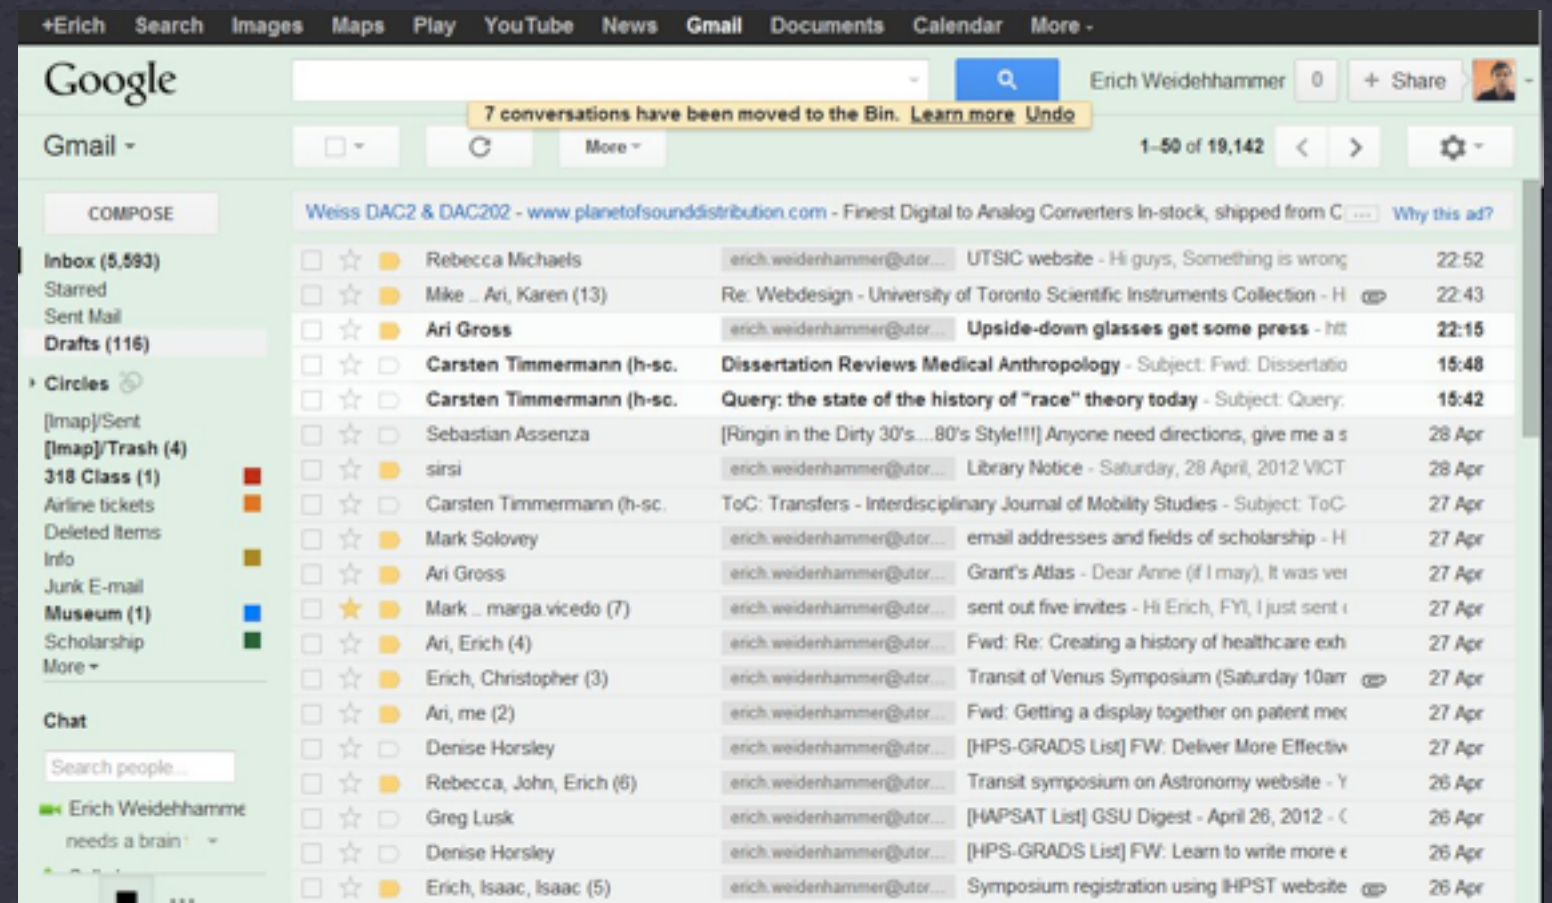 +Erich Search Images Maps Play YouTube News Gmail Documents Calendar More
Google
Erich Weidehhammer 0 + Share
7 conversations have been moved to the Bin. Learn more Undo
Gmail
More
1–50 of 19,142
COMPOSE
Weiss DAC2 & DAC202 - www.planetofsounddistribution.com - Finest Digital to Analog Converters In-stock, shipped from C ... Why this ad?
Inbox (5,593)
Starred
Sent Mail
Drafts (116)
Circles
[Imap]/Sent
[Imap]/Trash (4)
318 Class (1)
Airline tickets
Deleted Items
Info
Junk E-mail
Museum (1)
Scholarship
More
Chat
Search people...
Erich Weidehhamme
needs a brain
Rebecca Michaels erich.weidenhammer@utor... UTSIC website - Hi guys, Something is wrong 22:52
Mike .. Ari, Karen (13) Re: Webdesign - University of Toronto Scientific Instruments Collection - H 22:43
Ari Gross erich.weidenhammer@utor... Upside-down glasses get some press - htt 22:15
Carsten Timmermann (h-sc. Dissertation Reviews Medical Anthropology - Subject: Fwd: Dissertatio 15:48
Carsten Timmermann (h-sc. Query: the state of the history of "race" theory today - Subject: Query: 15:42
Sebastian Assenza [Ringin in the Dirty 30's....80's Style!!!] Anyone need directions, give me a s 28 Apr
sirsi erich.weidenhammer@utor... Library Notice - Saturday, 28 April, 2012 VICT 28 Apr
Carsten Timmermann (h-sc. ToC: Transfers - Interdisciplinary Journal of Mobility Studies - Subject: ToC- 27 Apr
Mark Solovey erich.weidenhammer@utor... email addresses and fields of scholarship - H 27 Apr
Ari Gross erich.weidenhammer@utor... Grant's Atlas - Dear Anne (if I may), It was ver 27 Apr
Mark .. marga.vicedo (7) erich.weidenhammer@utor... sent out five invites - Hi Erich, FYI, I just sent 27 Apr
Ari, Erich (4) erich.weidenhammer@utor... Fwd: Re: Creating a history of healthcare exh 27 Apr
Erich, Christopher (3) erich.weidenhammer@utor... Transit of Venus Symposium (Saturday 10am 27 Apr
Ari, me (2) erich.weidenhammer@utor... Fwd: Getting a display together on patent med 27 Apr
Denise Horsley erich.weidenhammer@utor... [HPS-GRADS List] FW: Deliver More Effectiv 27 Apr
Rebecca, John, Erich (6) erich.weidenhammer@utor... Transit symposium on Astronomy website - Y 26 Apr
Greg Lusk erich.weidenhammer@utor... [HAPSAT List] GSU Digest - April 26, 2012 - 26 Apr
Denise Horsley erich.weidenhammer@utor... [HPS-GRADS List] FW: Learn to write more e 26 Apr
Erich, Isaac, Isaac (5) erich.weidenhammer@utor... Symposium registration using IHPST website 26 Apr